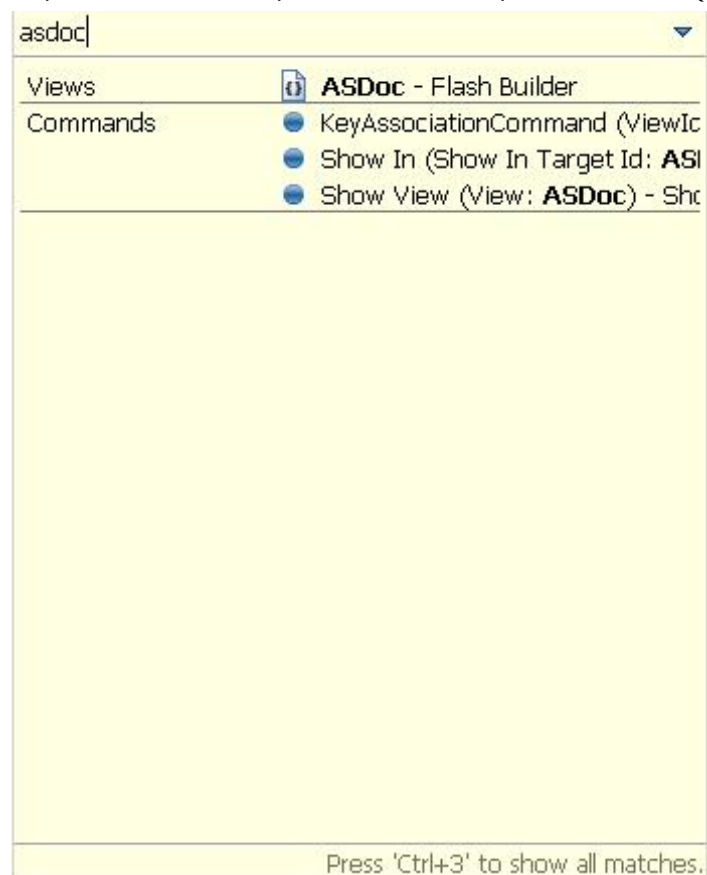 asdoc
Views ASDoc - Flash Builder
Commands KeyAssociationCommand (ViewIc
Show In (Show In Target Id: ASI
Show View (View: ASDoc) - Sho
Press 'Ctrl+3' to show all matches.